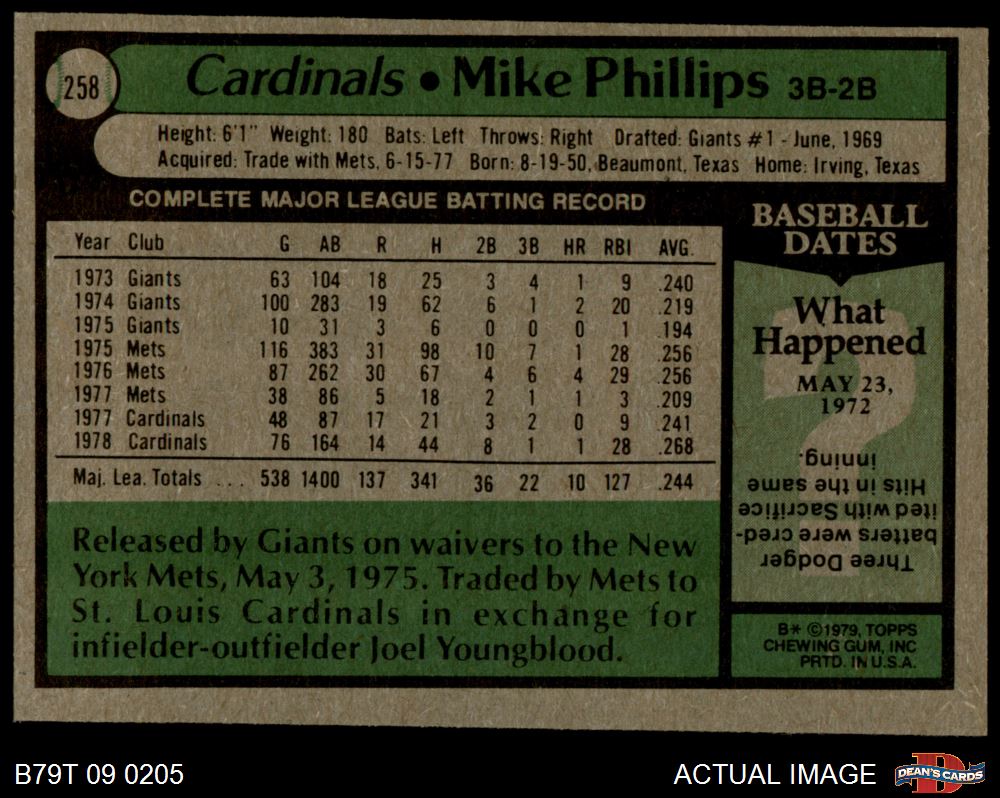 258
Cardinals • Mike Phillips 3B-2B
Height: 6'1" Weight: 180 Bats: Left Throws: Right Drafted: Giants #1 - June, 1969
Acquired: Trade with Mets, 6-15-77 Born: 8-19-50, Beaumont, Texas Home: Irving, Texas
COMPLETE MAJOR LEAGUE BATTING RECORD
Year Club G AB R H 2B 3B HR RBI AVG.
1973 Giants 63 104 18 25 3 4 1 9 .240
1974 Giants 100 283 19 62 6 1 2 20 .219
1975 Giants 10 31 3 6 0 0 0 1 .194
1975 Mets 116 383 31 98 10 7 1 28 .256
1976 Mets 87 262 30 67 4 6 4 29 .256
1977 Mets 38 86 5 18 2 1 1 3 .209
1977 Cardinals 48 87 17 21 3 2 0 9 .241
1978 Cardinals 76 164 14 44 8 1 1 28 .268
Maj. Lea. Totals ... 538 1400 137 341 36 22 10 127 .244
Released by Giants on waivers to the New
York Mets, May 3, 1975. Traded by Mets to
St. Louis Cardinals in exchange for
infielder-outfielder Joel Youngblood.
BASEBALL
DATES
What
Happened
MAY 23,
1972
Three Dodger
batters were cred-
ited with Sacrifice
Hits in the same
inning.
B* ©1979, TOPPS
CHEWING GUM, INC
PRTD. IN U.S.A.
B79T 09 0205
ACTUAL IMAGE
D
DEAN'S CARDS